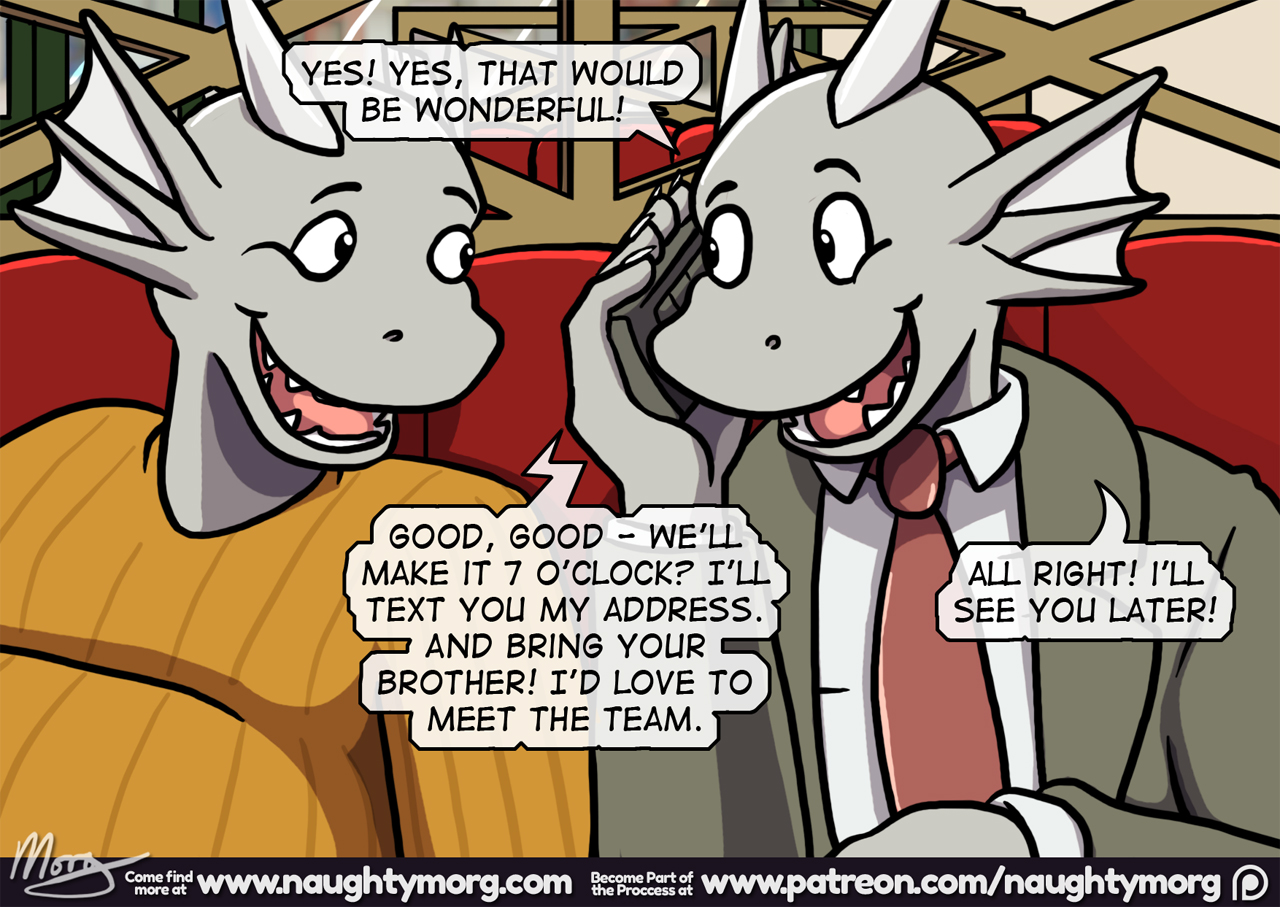 YES! YES, THAT WOULD
BE WONDERFUL!
GOOD, GOOD - WE'LL
MAKE IT 7 O'CLOCK? I'LL
TEXT YOU MY ADDRESS.
AND BRING YOUR
BROTHER! I'D LOVE TO
MEET THE TEAM.
ALL RIGHT! I'LL
SEE YOU LATER!
Morg
Come find
more at www.naughtymorg.com
Become Part of
the Proccess at www.patreon.com/naughtymorg